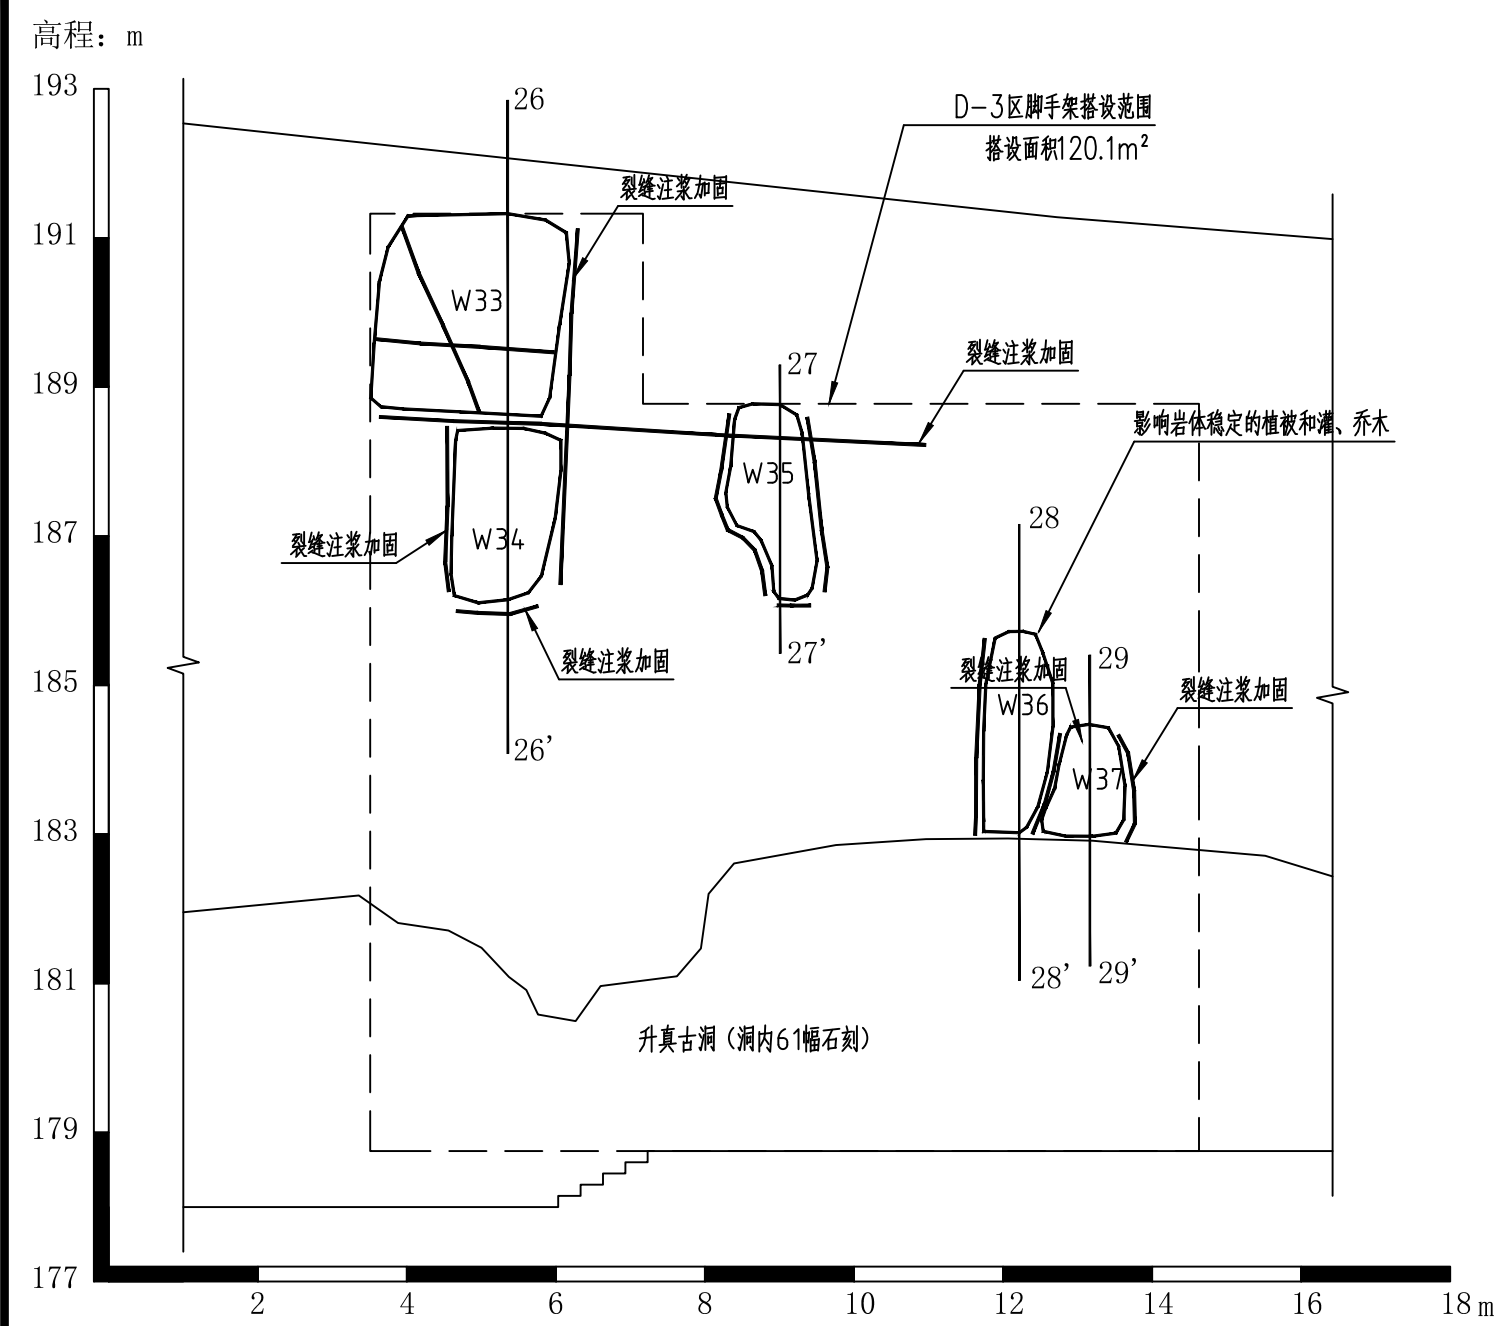 高程：m
193
26
D-3区脚手架搭设范围
搭设面积120.1m²
裂缝注浆加固
191
W33
189
27
裂缝注浆加固
影响岩体稳定的植被和灌、乔木
W35
187
28
裂缝注浆加固
W34
27'
185
裂缝注浆加固
裂缝注浆加固
29
裂缝注浆加固
W36
26'
W37
183
181
28'
29'
升真古洞（洞内61幅石刻）
179
177
2 4 6 8 10 12 14 16 18 m